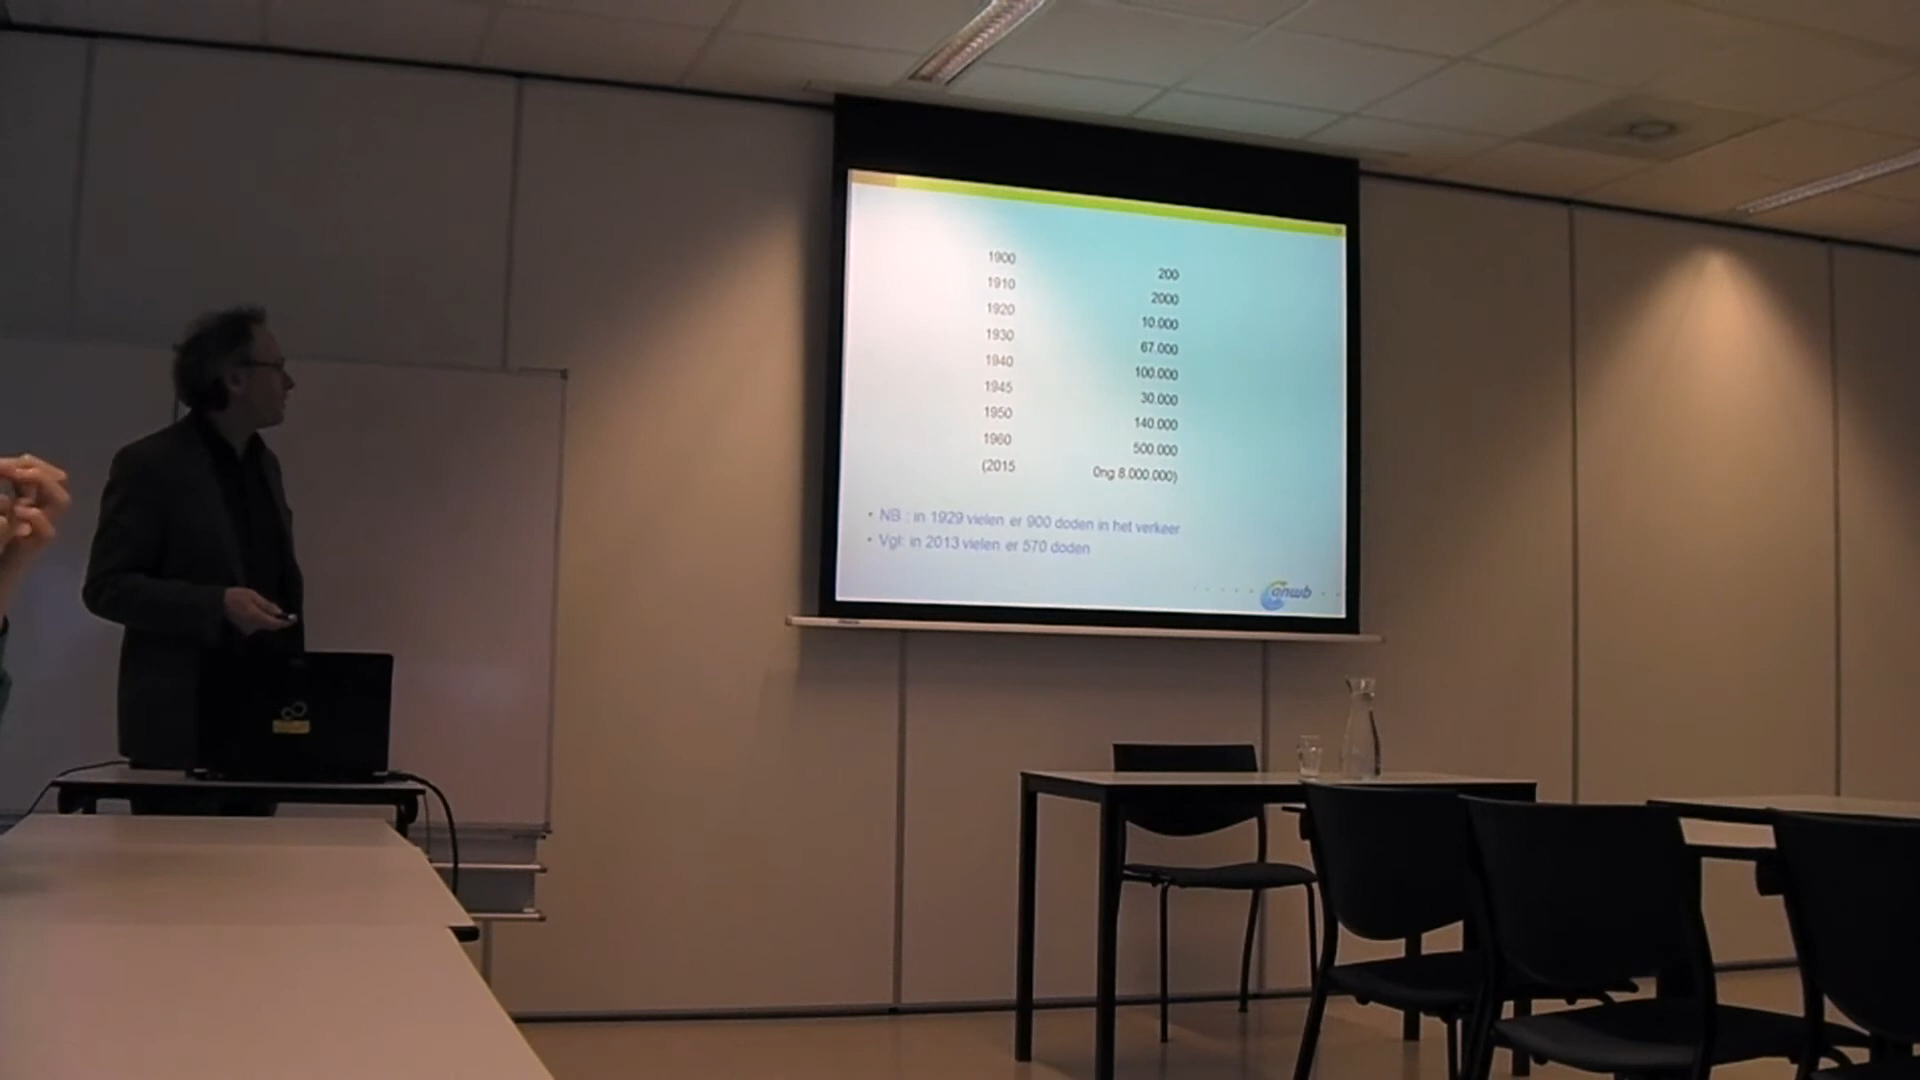 1900 200
1910 2000
1920 10.000
1930 67.000
1940 100.000
1945 30.000
1950 140.000
1960 500.000
(2015 0ng 8.000.000)
• NB : in 1929 vielen er 900 doden in het verkeer
• Vgl: in 2013 vielen er 570 doden
anwb